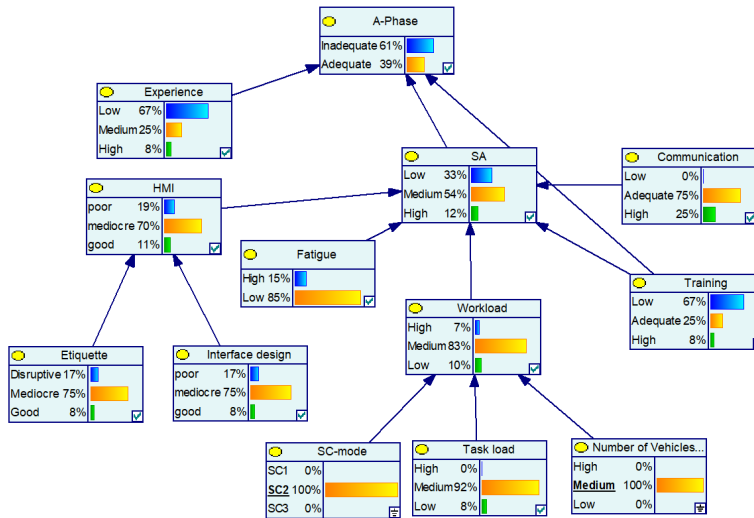 A-Phase
Inadequate 61%
Adequate 39%
Experience
Low 67%
Medium 25%
High 8%
SA
Low 33%
Medium 54%
High 12%
Communication
Low 0%
Adequate 75%
High 25%
HMI
poor 19%
mediocre 70%
good 11%
Fatigue
High 15%
Low 85%
Training
Low 67%
Adequate 25%
High 8%
Workload
High 7%
Medium 83%
Low 10%
Etiquette
Disruptive 17%
Mediocre 75%
Good 8%
Interface design
poor 17%
mediocre 75%
good 8%
SC-mode
SC1 0%
SC2 100%
SC3 0%
Task load
High 0%
Medium 92%
Low 8%
Number of Vehicles...
High 0%
Medium 100%
Low 0%